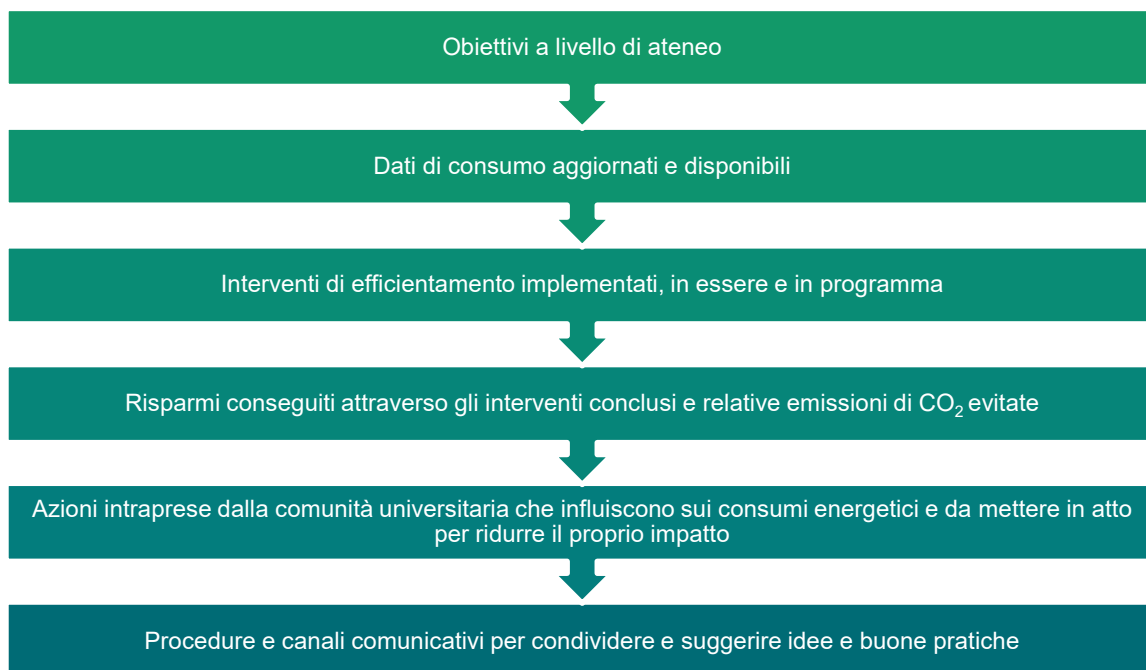 Obiettivi a livello di ateneo
Dati di consumo aggiornati e disponibili
Interventi di efficientamento implementati, in essere e in programma
Risparmi conseguiti attraverso gli interventi conclusi e relative emissioni di CO₂ evitate
Azioni intraprese dalla comunità universitaria che influiscono sui consumi energetici e da mettere in atto
per ridurre il proprio impatto
Procedure e canali comunicativi per condividere e suggerire idee e buone pratiche